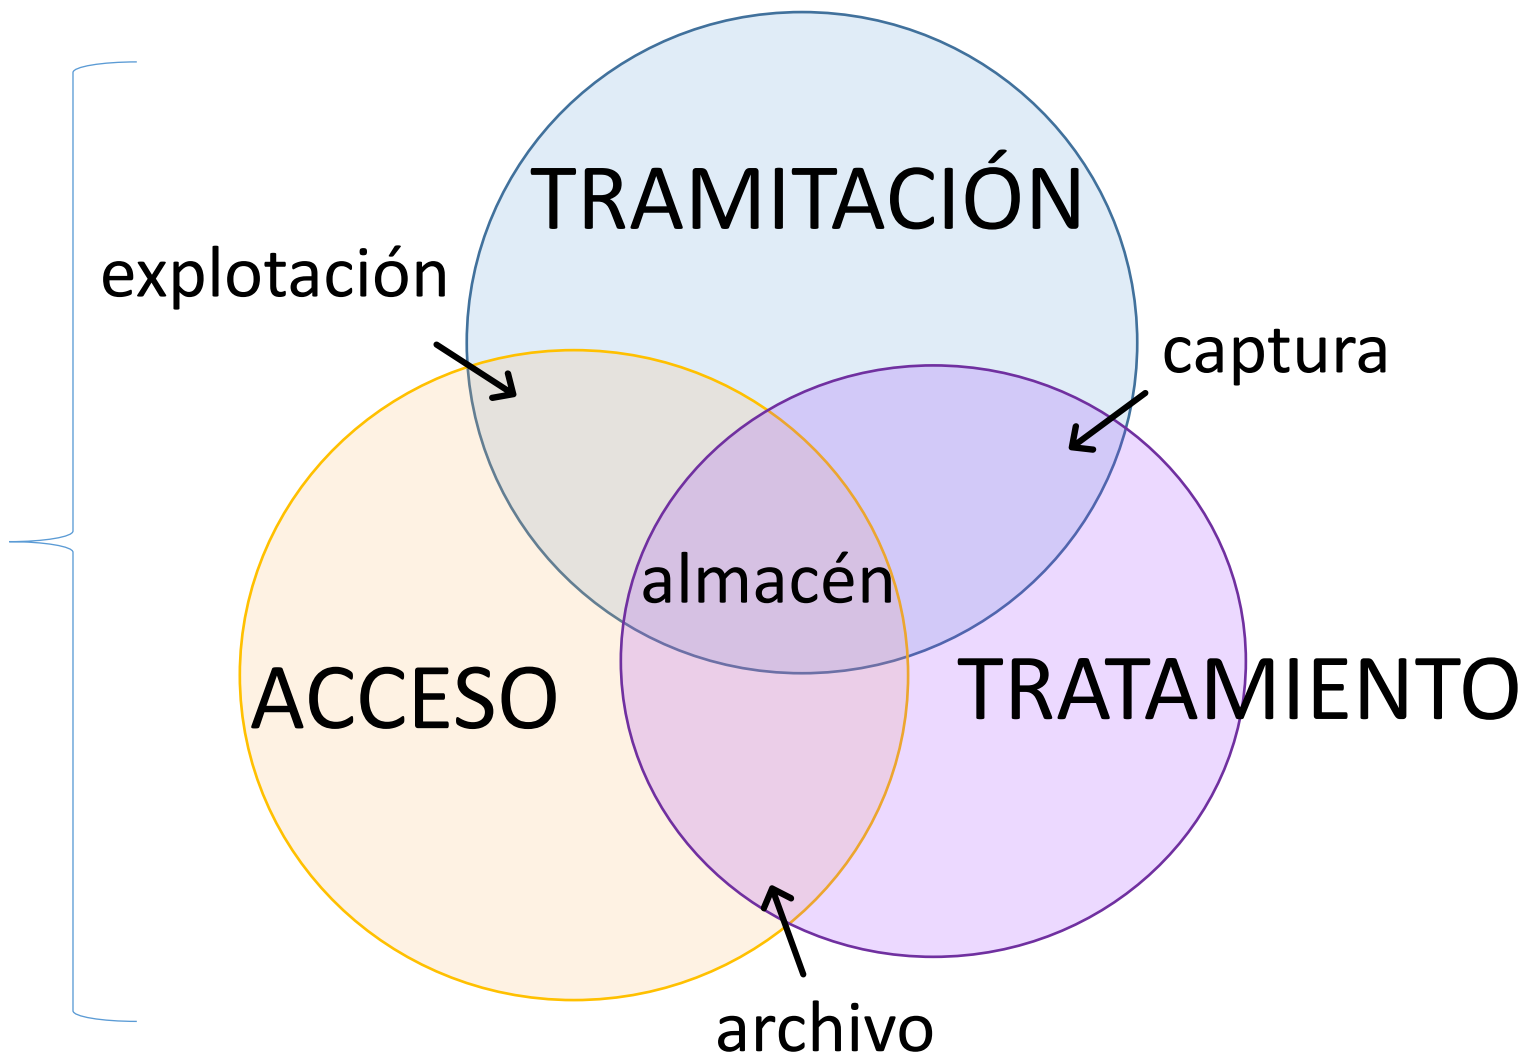 TRAMITACIÓN
explotación
captura
almacén
ACCESO
TRATAMIENTO
archivo